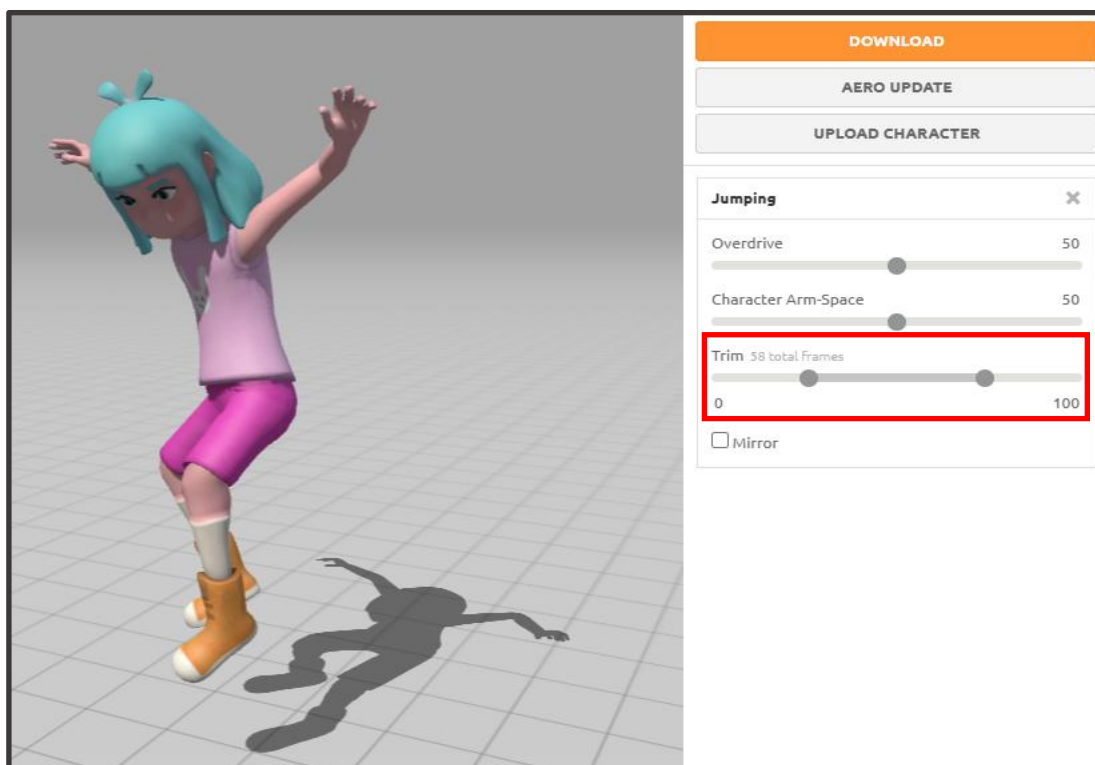 DOWNLOAD
AERO UPDATE
UPLOAD CHARACTER
Jumping
Overdrive 50
Character Arm-Space 50
Trim 58 total frames
0 100
Mirror